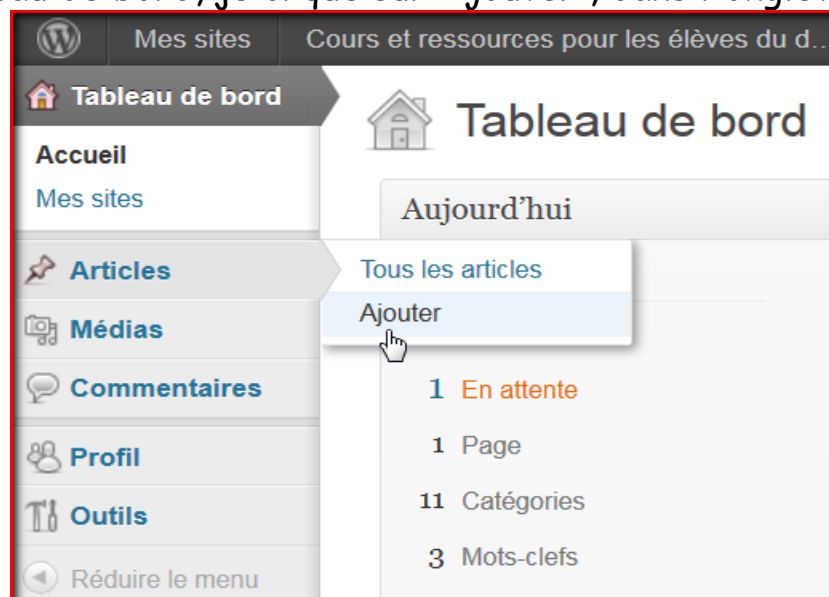 Mes sites Cours et ressources pour les élèves du d...
Tableau de bord
Accueil
Mes sites
Articles
Médias
Commentaires
Profil
Outils
Réduire le menu
Tableau de bord
Aujourd'hui
Tous les articles
Ajouter
1 En attente
1 Page
11 Catégories
3 Mots-clefs